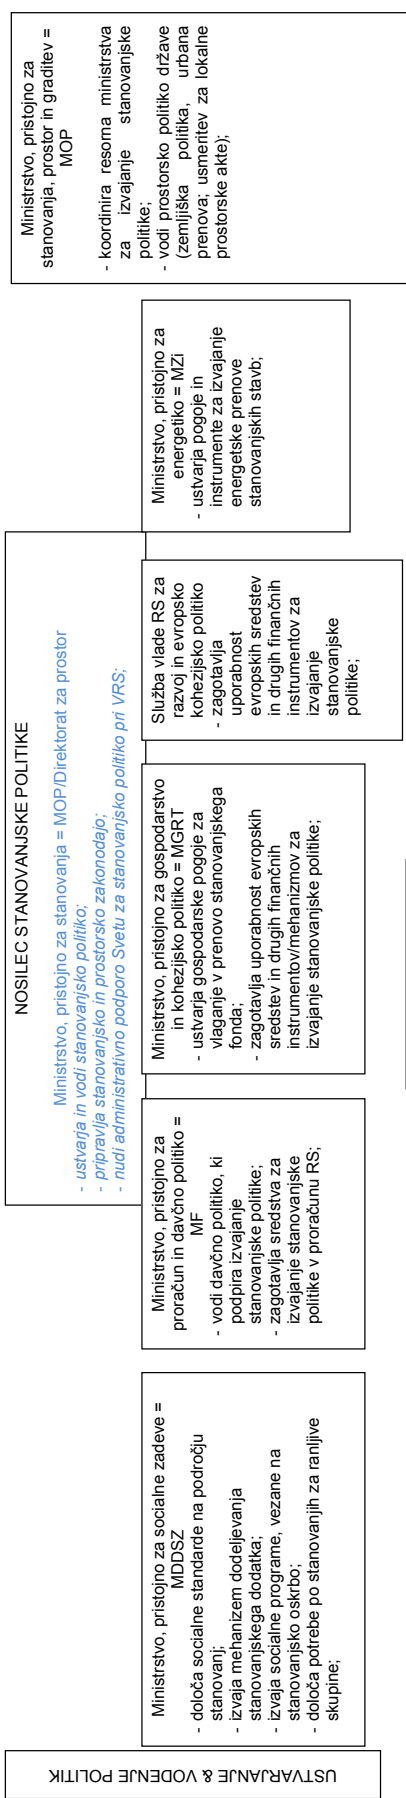 USTVARJANJE & VODENJE POLITIK
NOSILEC STANOVANJSKE POLITIKE
Ministrstvo, pristojno za stanovanja = MOP/Direktorat za prostor
- ustvarja in vodi stanovanjsko politiko;
- pripravlja stanovanjsko in prostorsko zakonodajo;
- nudi administrativno podporo Svetu za stanovanjsko politivo pri VRS;
Ministrstvo, pristojno za socialne zadeve =
MDDSZ
- določa socialne standarde na področju
stanovanj;
- izvaja mehanizem dodeljevanja
stanovanjskega dodatka;
- izvaja socialne programe, vezane na
stanovanjsko oskrbo;
- določa potrebe po stanovanjih za ranljive
skupine;
Ministrstvo, pristojno za
proračun in davčno politiko =
MF
- vodi davčno politiko, ki
podpira izvajanje
stanovanjske politike;
- zagotavlja sredstva za
izvajanje stanovanjske
politike v proračunu RS;
Ministrstvo, pristojno za gospodarstvo
in kohezijsko politiko = MGRT
- ustvarja gospodarske pogoje za
vlaganje v prenovo stanovanjskega
fonda;
- zagotavlja uporabnost evropskih
sredstev in drugih finančnih
instrumentov/mehanizmov za
izvajanje stanovanjske politike;
Služba vlade RS za
razvoj in evropsko
kohezijsko politiko
- zagotavlja
uporabnost
evropskih sredstev
in drugih finančnih
instrumentov za
izvajanje
stanovanjske
politike;
Ministrstvo, pristojno za
energetiko = MZi
- ustvarja pogoje in
instrumente za izvajanje
energetske prenove
stanovanjskih stavb;
Ministrstvo, pristojno za
stanovanja, prostor in graditev =
MOP
- koordinira resorna ministrstva
za izvajanje stanovanjske
politike;
- vodi prostorsko politiko države
(zemljiška politika, urbana
prenova; usmeritev za lokalne
prostorske akte);